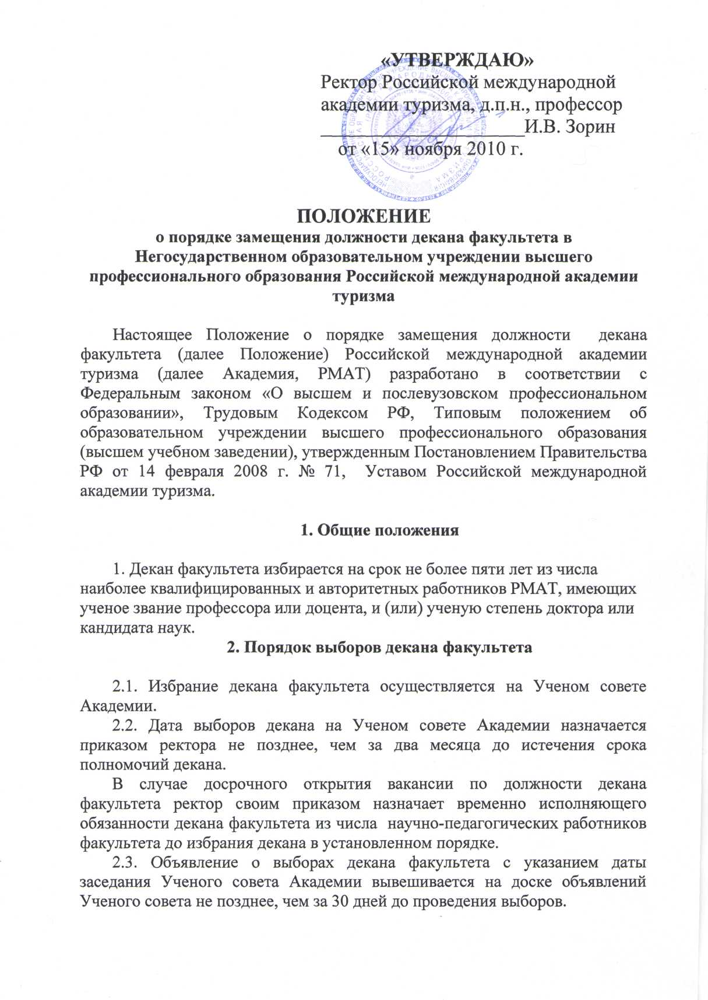 «УТВЕРЖДАЮ»
Ректор Российской международной
академии туризма, д.п.н., профессор
____________________И.В. Зорин
от «15» ноября 2010 г.
ПОЛОЖЕНИЕ
о порядке замещения должности декана факультета в
Негосударственном образовательном учреждении высшего
профессионального образования Российской международной академии
туризма
Настоящее Положение о порядке замещения должности декана
факультета (далее Положение) Российской международной академии
туризма (далее Академия, РМАТ) разработано в соответствии с
Федеральным законом «О высшем и послевузовском профессиональном
образовании», Трудовым Кодексом РФ, Типовым положением об
образовательном учреждении высшего профессионального образования
(высшем учебном заведении), утвержденным Постановлением Правительства
РФ от 14 февраля 2008 г. № 71, Уставом Российской международной
академии туризма.
1. Общие положения
1. Декан факультета избирается на срок не более пяти лет из числа
наиболее квалифицированных и авторитетных работников РМАТ, имеющих
ученое звание профессора или доцента, и (или) ученую степень доктора или
кандидата наук.
2. Порядок выборов декана факультета
2.1. Избрание декана факультета осуществляется на Ученом совете
Академии.
2.2. Дата выборов декана на Ученом совете Академии назначается
приказом ректора не позднее, чем за два месяца до истечения срока
полномочий декана.
В случае досрочного открытия вакансии по должности декана
факультета ректор своим приказом назначает временно исполняющего
обязанности декана факультета из числа научно-педагогических работников
факультета до избрания декана в установленном порядке.
2.3. Объявление о выборах декана факультета с указанием даты
заседания Ученого совета Академии вывешивается на доске объявлений
Ученого совета не позднее, чем за 30 дней до проведения выборов.